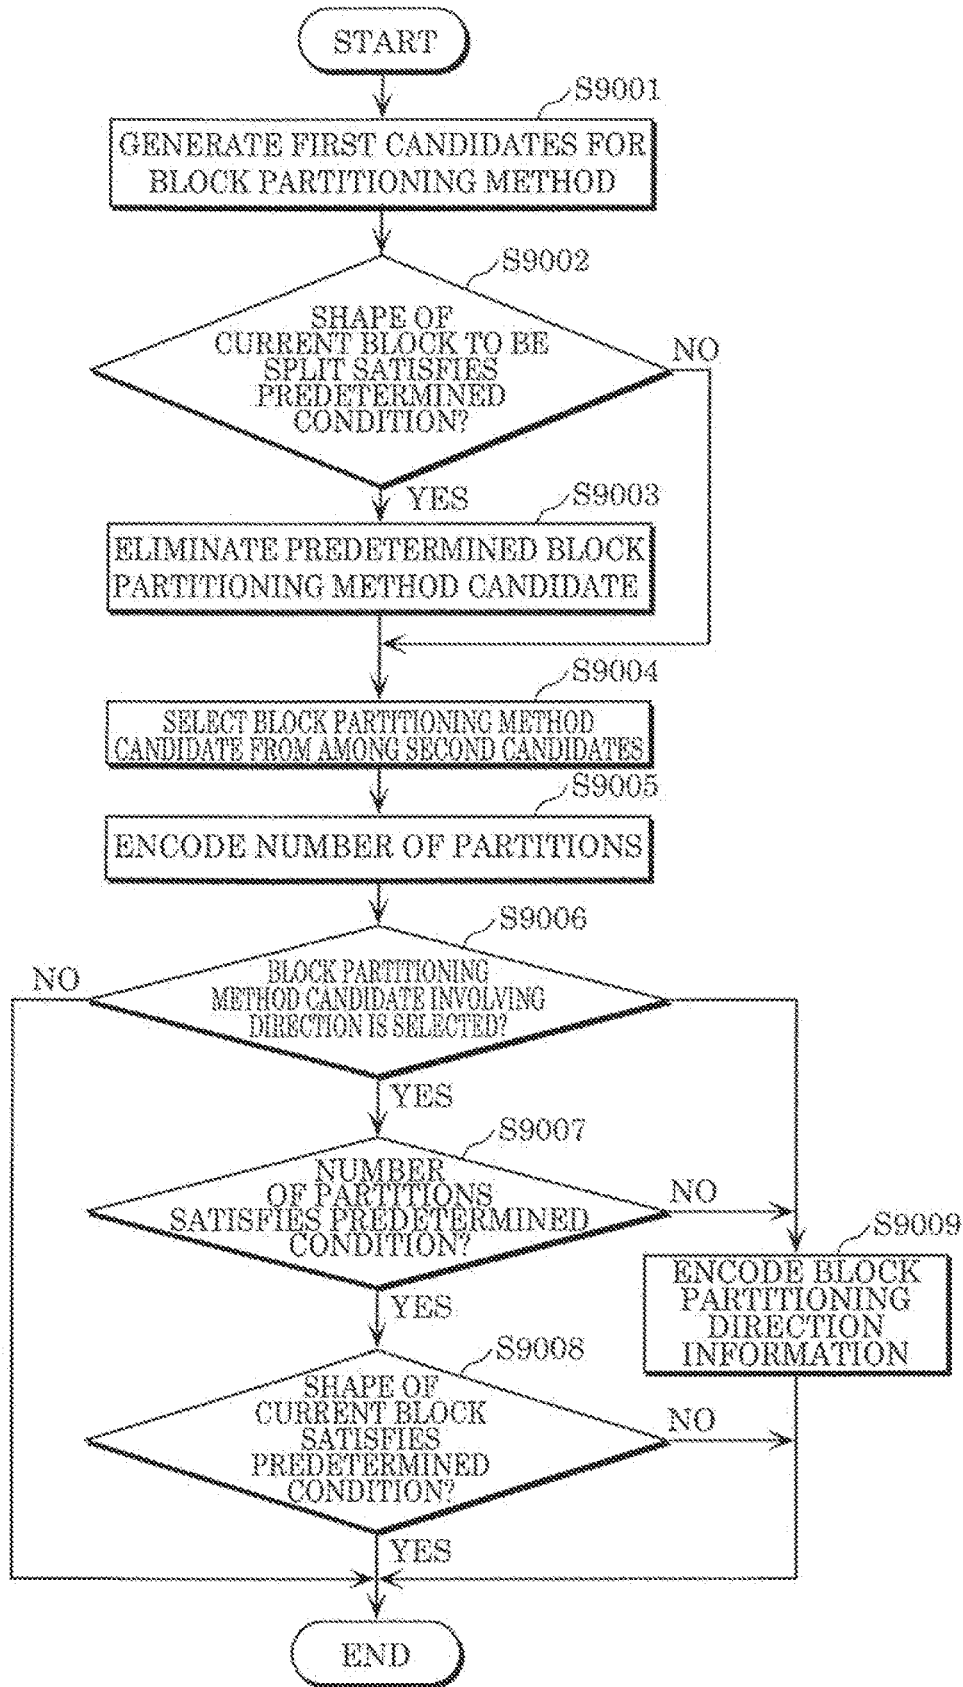 START
S9001
GENERATE FIRST CANDIDATES FOR
BLOCK PARTITIONING METHOD
S9002
SHAPE OF
CURRENT BLOCK TO BE
SPLIT SATISFIES
PREDETERMINED
CONDITION?
NO
YES
S9003
ELIMINATE PREDETERMINED BLOCK
PARTITIONING METHOD CANDIDATE
S9004
SELECT BLOCK PARTITIONING METHOD
CANDIDATE FROM AMONG SECOND CANDIDATES
S9005
ENCODE NUMBER OF PARTITIONS
S9006
NO
BLOCK PARTITIONING
METHOD CANDIDATE INVOLVING
DIRECTION IS SELECTED?
YES
S9007
NUMBER
OF PARTITIONS
SATISFIES PREDETERMINED
CONDITION?
NO
YES
S9009
ENCODE BLOCK
PARTITIONING
DIRECTION
INFORMATION
S9008
SHAPE OF
CURRENT BLOCK
SATISFIES
PREDETERMINED
CONDITION?
NO
YES
END